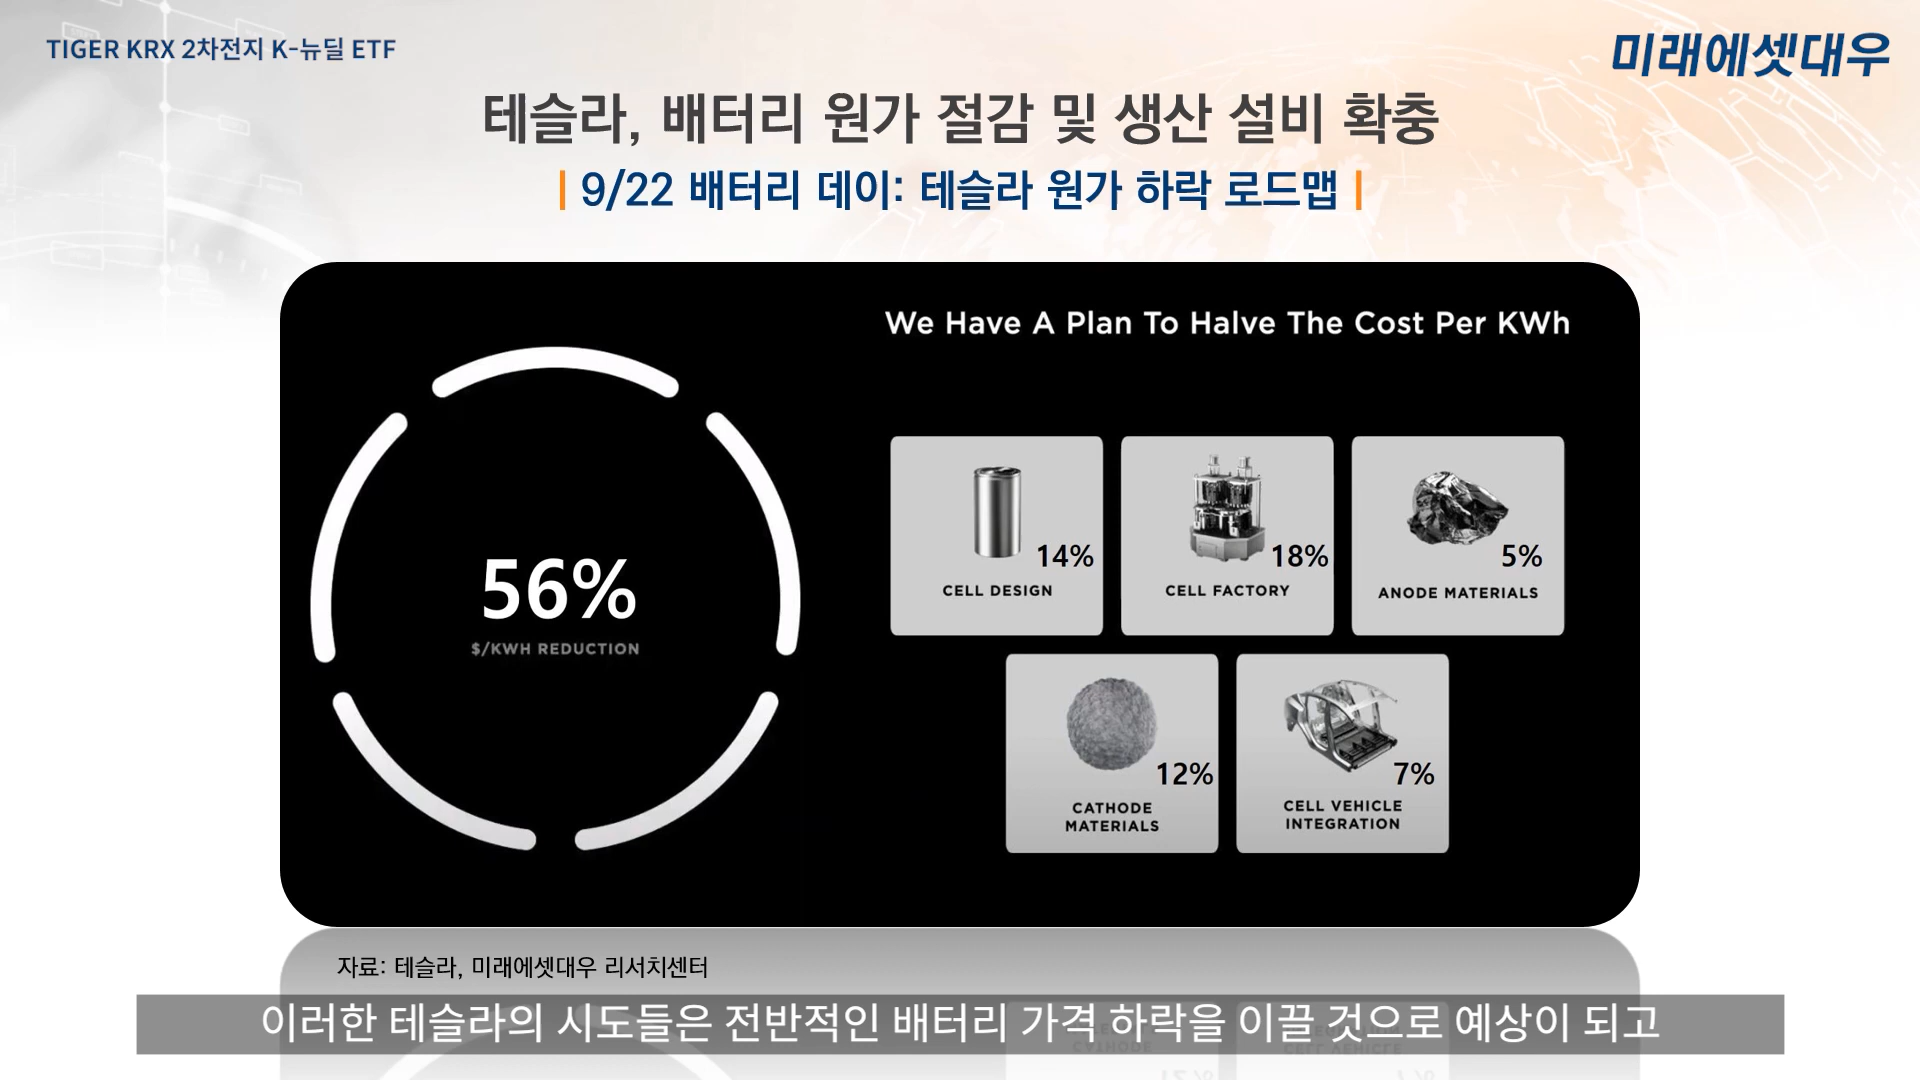 TIGER KRX 2차전지 K-뉴딜 ETF
미래에셋대우
테슬라, 배터리 원가 절감 및 생산 설비 확충
| 9/22 배터리 데이: 테슬라 원가 하락 로드맵 |
We Have A Plan To Halve The Cost Per KWh
56%
$/KWH REDUCTION
14%
CELL DESIGN
18%
CELL FACTORY
5%
ANODE MATERIALS
12%
CATHODE
MATERIALS
7%
CELL VEHICLE
INTEGRATION
자료: 테슬라, 미래에셋대우 리서치센터
이러한 테슬라의 시도들은 전반적인 배터리 가격 하락을 이끌 것으로 예상이 되고